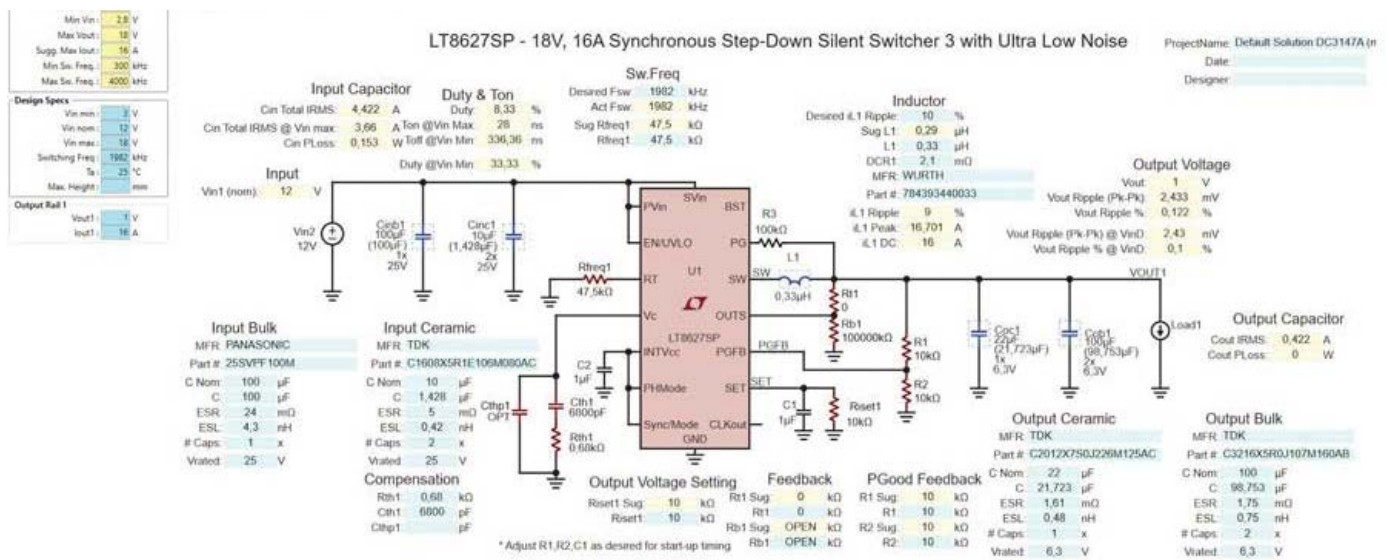 Min Vin : 2,8 V
Max Vout : 18 V
Sugg. Max Iout : 16 A
Min Sw. Freq. : 300 kHz
Max Sw. Freq. : 4000 kHz
Design Specs
Vin min : 3 V
Vin nom : 12 V
Vin max : 18 V
Switching Freq : 1982 kHz
Ta : 25 °C
Max. Height : mm
Output Rail 1
Vout1 : 1 V
Iout1 : 16 A
LT8627SP - 18V, 16A Synchronous Step-Down Silent Switcher 3 with Ultra Low Noise
ProjectName: Default Solution DC3147A (n
Date:
Designer:
Input Capacitor
Cin Total IRMS: 4,422 A
Cin Total IRMS @ Vin max: 3,66 A
Cin PLoss: 0,153 W
Duty & Ton
Duty: 8,33 %
Ton @Vin Max: 28 ns
Toff @Vin Min: 336,36 ns
Duty @Vin Min: 33,33 %
Sw.Freq
Desired Fsw: 1982 kHz
Act Fsw: 1982 kHz
Sug Rfreq1: 47,5 kΩ
Rfreq1: 47,5 kΩ
Inductor
Desired iL1 Ripple: 10 %
Sug L1: 0,29 µH
L1: 0,33 µH
DCR1: 2,1 mΩ
MFR: WURTH
Part #: 784393440033
iL1 Ripple: 9 %
iL1 Peak: 16,701 A
iL1 DC: 16 A
Output Voltage
Vout: 1 V
Vout Ripple (Pk-Pk): 2,433 mV
Vout Ripple %: 0,122 %
Vout Ripple (Pk-Pk) @ VinD: 2,43 mV
Vout Ripple % @ VinD: 0,1 %
Input
Vin1 (nom): 12 V
Vin2
12V
Cinb1
100µF
(100µF)
1x
25V
Cinc1
10µF
(1,428µF)
2x
25V
Rfreq1
47,5kΩ
SVin
PVin
BST
EN/UVLO
PG
RT
U1
SW
Vc
OUTS
LT8627SP
INTVcc
PGFB
PHMode
SET
Sync/Mode
CLKout
GND
R3
100kΩ
L1
SW
0,33µH
Rt1
0
Rb1
100000kΩ
PGFB
R1
10kΩ
R2
10kΩ
SET
C1
1µF
Riset1
10kΩ
C2
1µF
Cthp1
OPT
Cth1
6800pF
Rth1
0,68kΩ
VOUT1
Coc1
22µF
(21,723µF)
1x
6,3V
Cob1
100µF
(98,753µF)
2x
6,3V
Load1
Output Capacitor
Cout IRMS: 0,422 A
Cout PLoss: 0 W
Input Bulk
MFR: PANASONIC
Part #: 25SVPF100M
C Nom: 100 µF
C: 100 µF
ESR: 24 mΩ
ESL: 4,3 nH
# Caps: 1 x
Vrated: 25 V
Input Ceramic
MFR: TDK
Part #: C1608X5R1E106M080AC
C Nom: 10 µF
C: 1,428 µF
ESR: 5 mΩ
ESL: 0,42 nH
# Caps: 2 x
Vrated: 25 V
Compensation
Rth1: 0,68 kΩ
Cth1: 6800 pF
Cthp1: pF
Output Voltage Setting
Riset1 Sug: 10 kΩ
Riset1: 10 kΩ
* Adjust R1,R2,C1 as desired for start-up timing
Feedback
Rt1 Sug: 0 kΩ
Rt1: 0 kΩ
Rb1 Sug: OPEN kΩ
Rb1: OPEN kΩ
PGood Feedback
R1 Sug: 10 kΩ
R1: 10 kΩ
R2 Sug: 10 kΩ
R2: 10 kΩ
Output Ceramic
MFR: TDK
Part #: C2012X7S0J226M125AC
C Nom: 22 µF
C: 21,723 µF
ESR: 1,61 mΩ
ESL: 0,48 nH
# Caps: 1 x
Vrated: 6,3 V
Output Bulk
MFR: TDK
Part #: C3216X5R0J107M160AB
C Nom: 100 µF
C: 98,753 µF
ESR: 1,75 mΩ
ESL: 0,75 nH
# Caps: 2 x
Vrated: 6,3 V